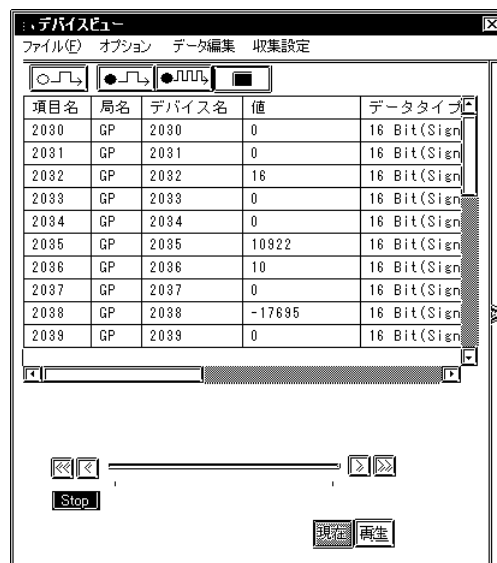 デバイスビュー
ファイル(F) オプション データ編集 収集設定
項目名 局名 デバイス名 値 データタイプ
2030 GP 2030 0 16 Bit(Sign
2031 GP 2031 0 16 Bit(Sign
2032 GP 2032 16 16 Bit(Sign
2033 GP 2033 0 16 Bit(Sign
2034 GP 2034 0 16 Bit(Sign
2035 GP 2035 10922 16 Bit(Sign
2036 GP 2036 10 16 Bit(Sign
2037 GP 2037 0 16 Bit(Sign
2038 GP 2038 -17695 16 Bit(Sign
2039 GP 2039 0 16 Bit(Sign
Stop
現在 再生